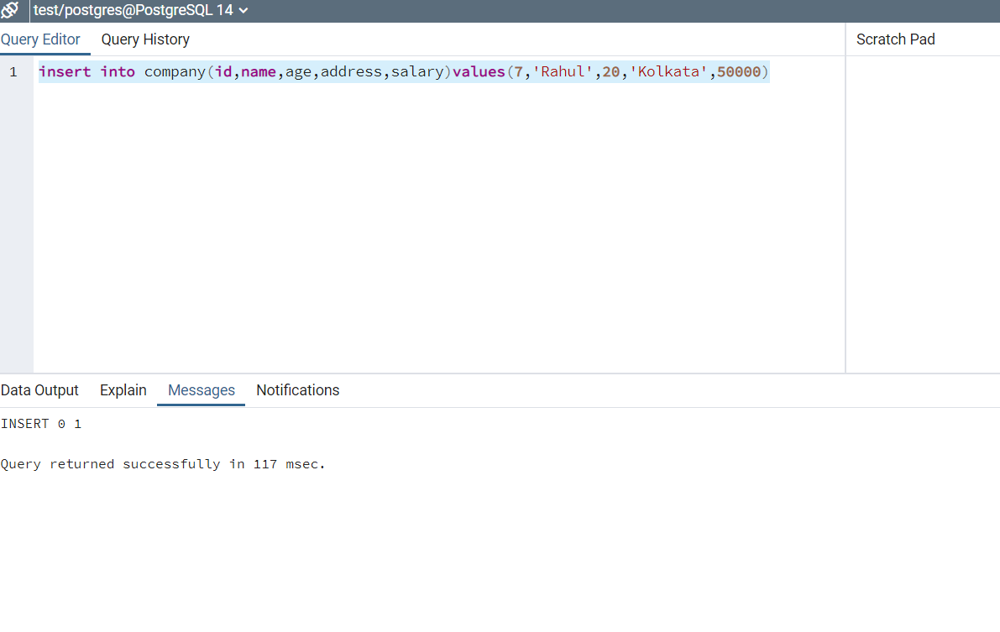 test/postgres@PostgreSQL 14
Query Editor Query History Scratch Pad
1 insert into company(id,name,age,address,salary)values(7,'Rahul',20,'Kolkata',50000)
Data Output Explain Messages Notifications
INSERT 0 1
Query returned successfully in 117 msec.